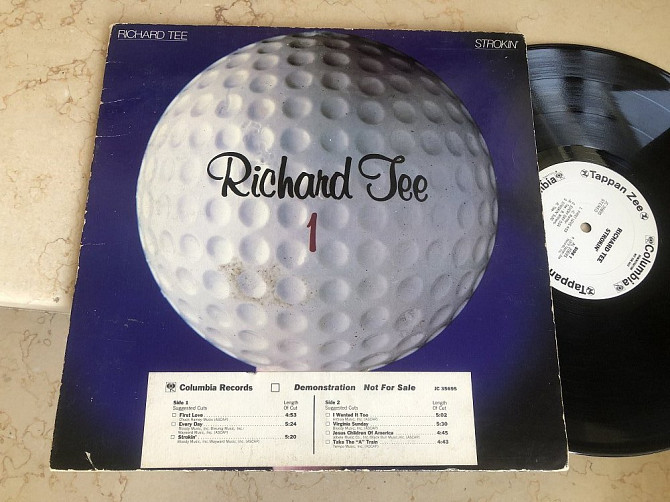 RICHARD TEE
STROKIN'
Richard Tee
1
Columbia Records
Demonstration Not For Sale
JC 35695
Side 1
Suggested Cuts
Length
Of Cut
First Love 4:53
Every Day 5:24
Strokin' 5:20
Side 2
Suggested Cuts
Length
Of Cut
I Wanted It Too 5:02
Virginia Sunday 5:30
Jesus Children Of America 4:45
Take The "A" Train 4:43
Columbia
Tappan Zee
Columbia
Tappan
RICHARD TEE
STROKIN'